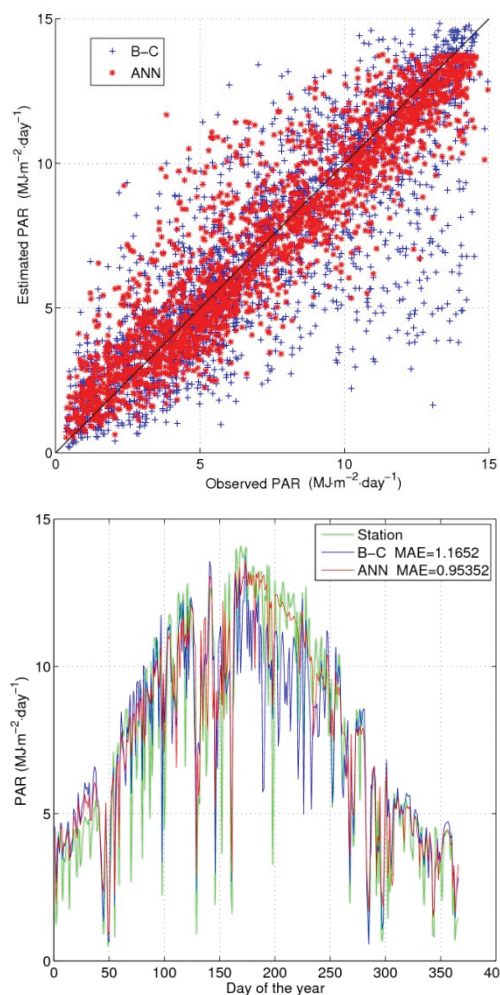 15
10
5
0
Estimated PAR (MJ·m⁻²·day⁻¹)
B-C
ANN
0 5 10 15
Observed PAR (MJ·m⁻²·day⁻¹)
15
10
5
0
PAR (MJ·m⁻²·day⁻¹)
Station
B-C MAE=1.1652
ANN MAE=0.95352
0 50 100 150 200 250 300 350 40
Day of the year